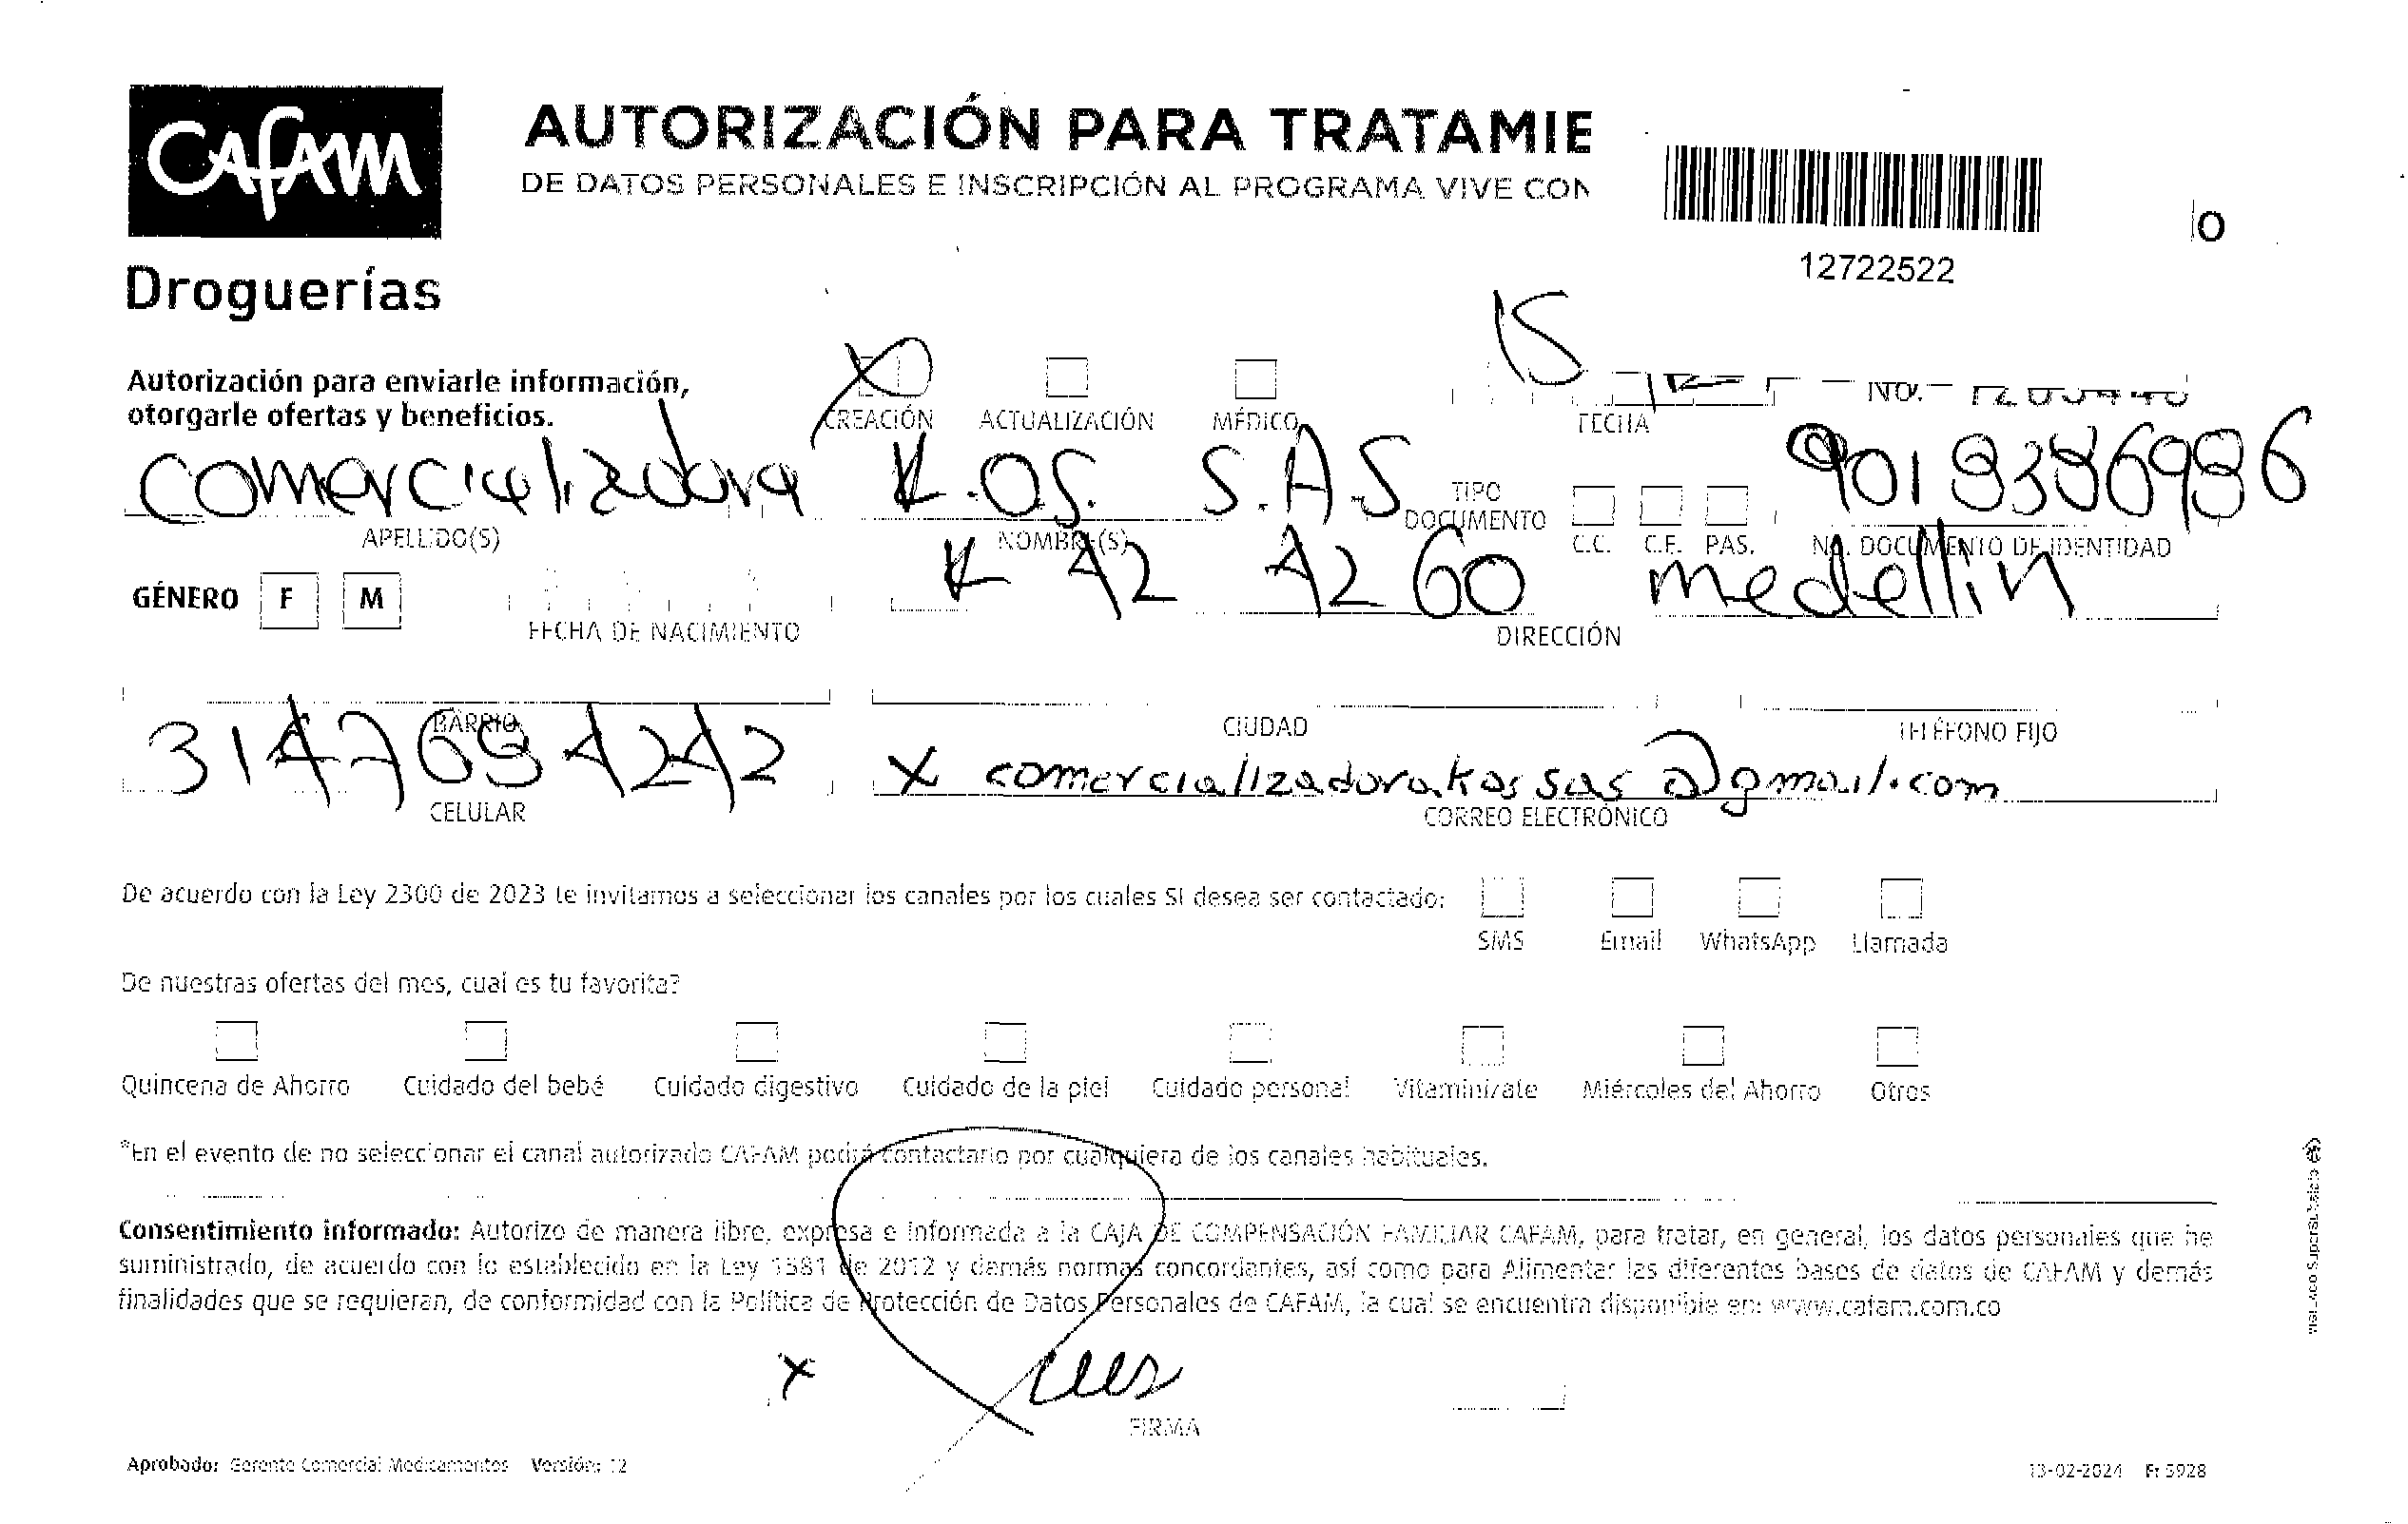 CAFAM
Droguerías
AUTORIZACIÓN PARA TRATAMIE
DE DATOS PERSONALES E INSCRIPCIÓN AL PROGRAMA VIVE CON
12722522
Autorización para enviarle información,
otorgarle ofertas y beneficios.
CREACIÓN ACTUALIZACIÓN MÉDICO 15 FECHA No.
comercializadora K.OS. S.A.S
APELLIDO(S) NOMBRE(S) TIPO DOCUMENTO C.C. C.E. PAS. NO. DOCUMENTO DE IDENTIDAD
GÉNERO F M K 42 42 60 medellin
FECHA DE NACIMIENTO DIRECCIÓN
BARRIO CIUDAD TELÉFONO FIJO
3147694242 x comercializadorakossas@gmail.com
CELULAR CORREO ELECTRÓNICO
De acuerdo con la Ley 2300 de 2023 te invitamos a seleccionar los canales por los cuales SI desea ser contactado:
SMS Email WhatsApp Llamada
De nuestras ofertas del mes, cual es tu favorita?
Quincena de Ahorro Cuidado del bebé Cuidado digestivo Cuidado de la piel Cuidado personal Vitaminízate Miércoles del Ahorro Otros
*En el evento de no seleccionar el canal autorizado CAFAM podrá contactarlo por cualquiera de los canales habituales.
Consentimiento informado: Autorizo de manera libre, expresa e informada a la CAJA DE COMPENSACIÓN FAMILIAR CAFAM, para tratar, en general, los datos personales que he
suministrado, de acuerdo con lo establecido en la Ley 1581 de 2012 y demás normas concordantes, así como para Alimentar las diferentes bases de datos de CAFAM y demás
finalidades que se requieran, de conformidad con la Política de Protección de Datos Personales de CAFAM, la cual se encuentra disponible en: www.cafam.com.co
x
FIRMA
Aprobado: Gerente Comercial Medicamentos Versión: 12
13-02-2024 F: 5928